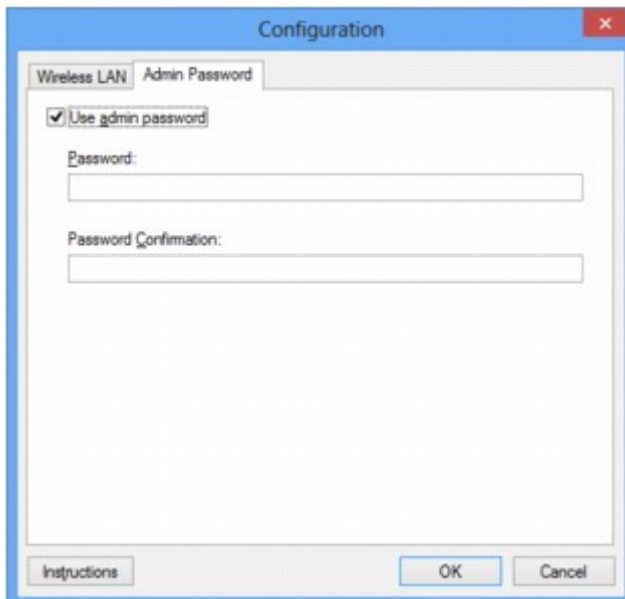 Configuration
Wireless LAN Admin Password
Use admin password
Password:
Password Confirmation:
Instructions OK Cancel